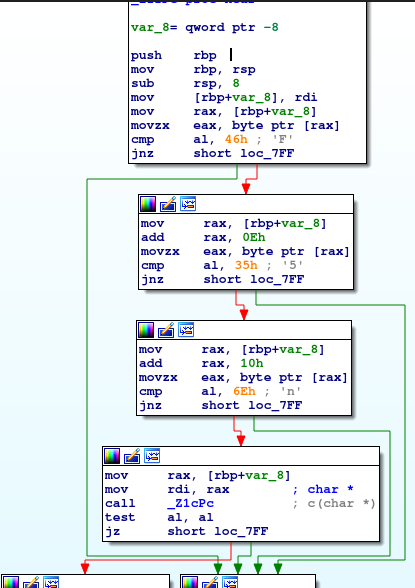 var_8= qword ptr -8
push rbp
mov rbp, rsp
sub rsp, 8
mov [rbp+var_8], rdi
mov rax, [rbp+var_8]
movzx eax, byte ptr [rax]
cmp al, 46h ; 'F'
jnz short loc_7FF
mov rax, [rbp+var_8]
add rax, 0Eh
movzx eax, byte ptr [rax]
cmp al, 35h ; '5'
jnz short loc_7FF
mov rax, [rbp+var_8]
add rax, 10h
movzx eax, byte ptr [rax]
cmp al, 6Eh ; 'n'
jnz short loc_7FF
mov rax, [rbp+var_8]
mov rdi, rax ; char *
call _Z1cPc ; c(char *)
test al, al
jz short loc_7FF